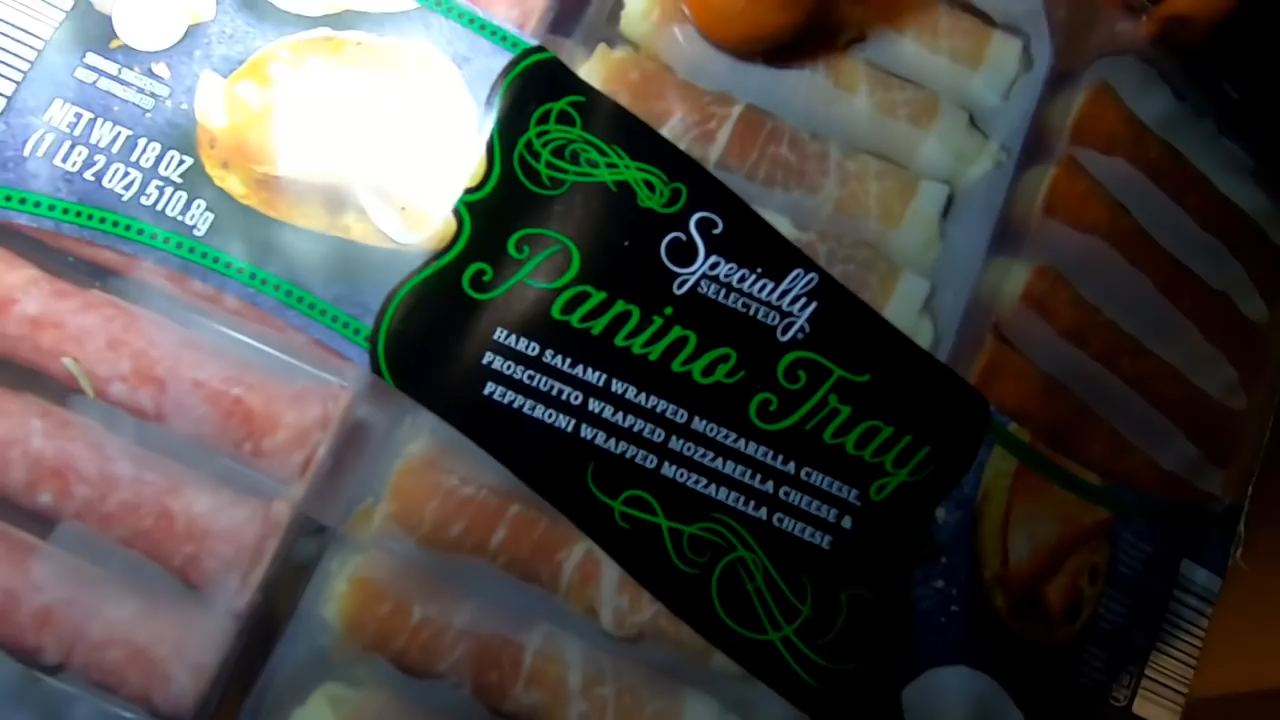 NET WT 18 OZ
(1 LB 2 OZ) 510.8g
Specially
SELECTED
Panino Tray
HARD SALAMI WRAPPED MOZZARELLA CHEESE,
PROSCIUTTO WRAPPED MOZZARELLA CHEESE &
PEPPERONI WRAPPED MOZZARELLA CHEESE